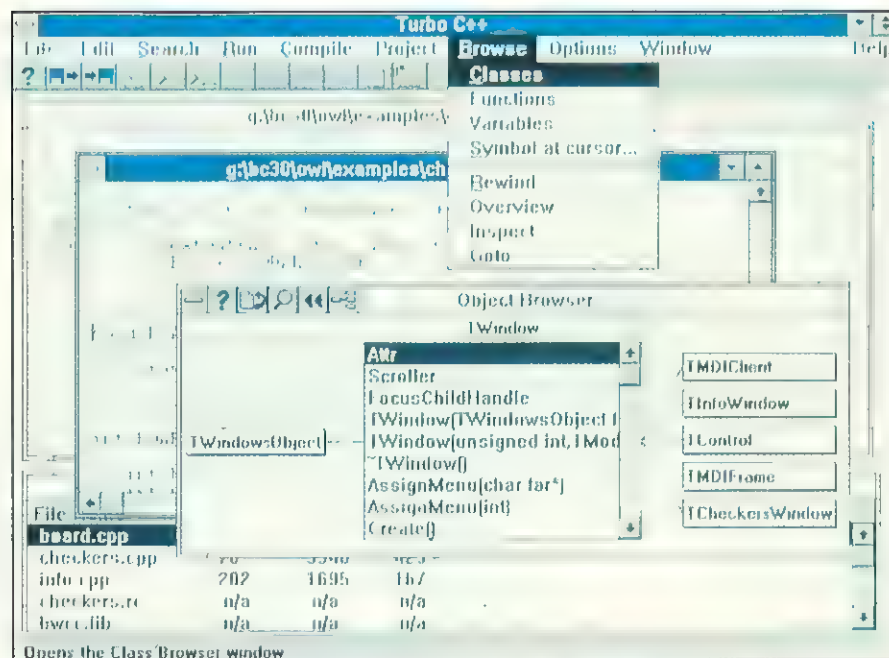 Turbo C++
File Edit Search Run Compile Project Browse Options Window Help
?
Classes
Functions
Variables
Symbol at cursor...
Rewind
Overview
Inspect
Goto
g:\bc30\owl\examples\
g:\bc30\owl\examples\ch
? Object Browser
TWindow
Attr
Scroller
FocusChildHandle
TWindow(TWindowsObject f
TWindow(unsigned int,TMod
~TWindow()
AssignMenu(char far*)
AssignMenu(int)
Create()
TWindowsObject
TMDIClient
TInfoWindow
TControl
TMDIFrame
TCheckersWindow
File
board.cpp
checkers.cpp
info.cpp 202 1695 167
checkers.rc n/a n/a n/a
bwcc.lib n/a n/a n/a
Opens the Class Browser window